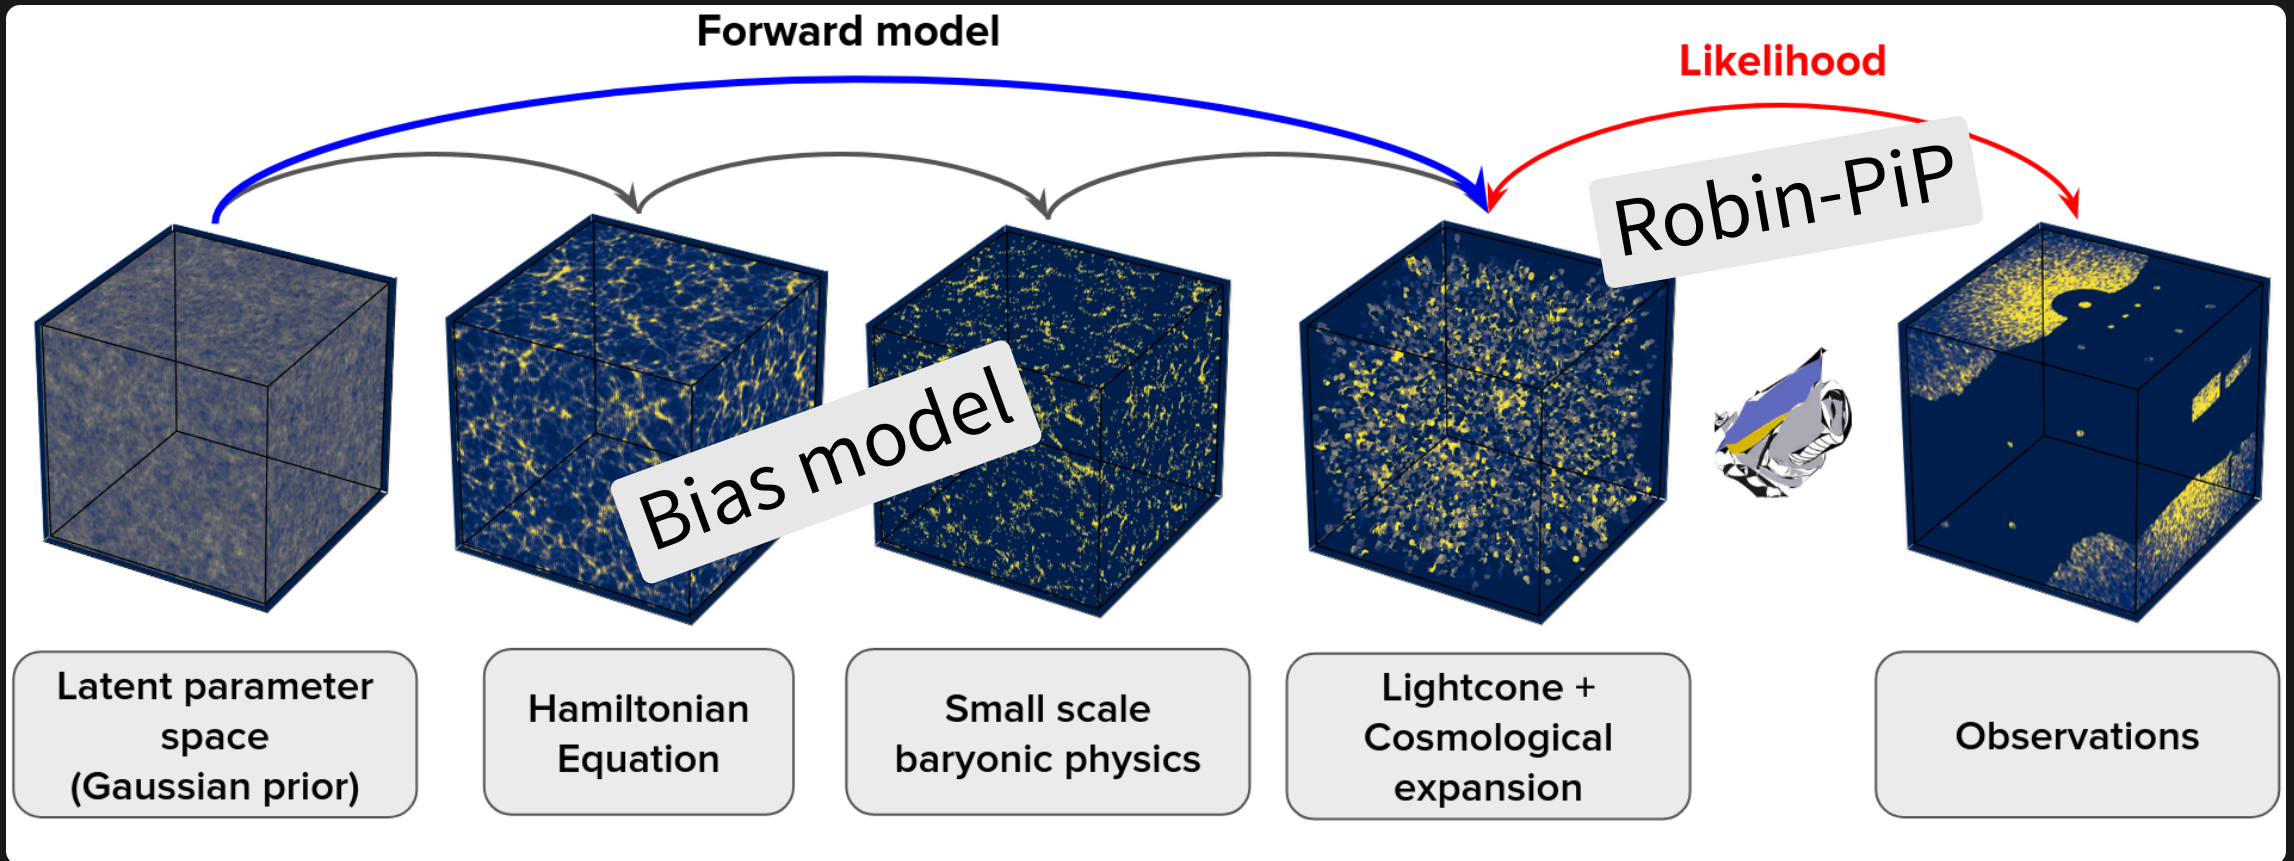 Forward model
Likelihood
Robin-PiP
Bias model
Latent parameter
space
(Gaussian prior)
Hamiltonian
Equation
Small scale
baryonic physics
Lightcone +
Cosmological
expansion
Observations